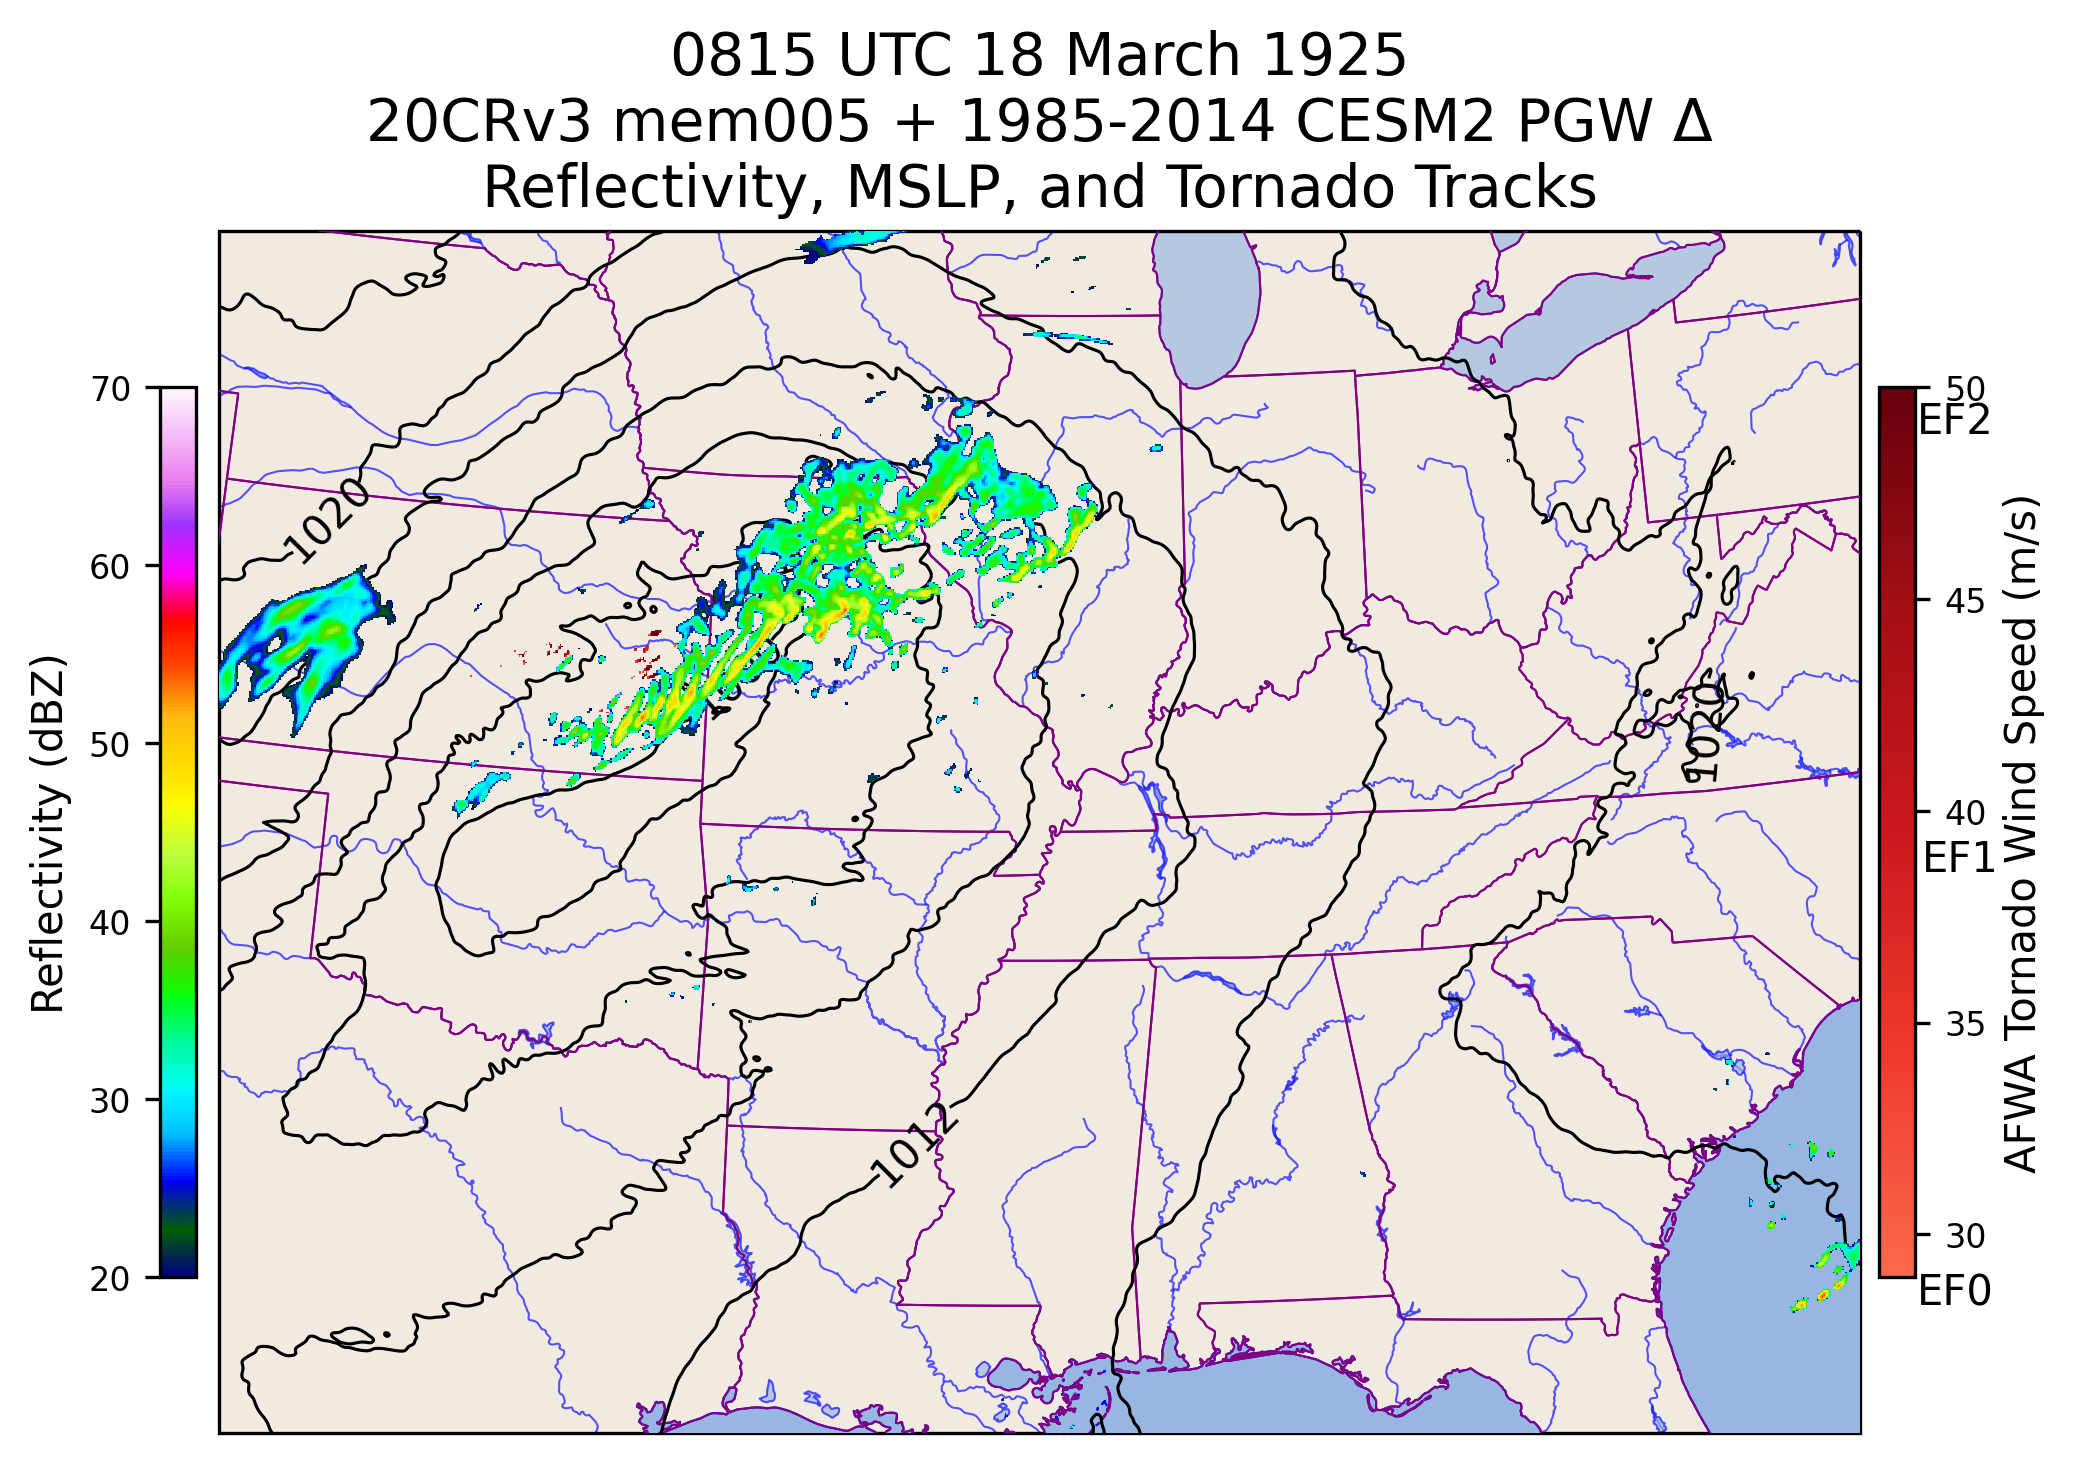 0815 UTC 18 March 1925
20CRv3 mem005 + 1985-2014 CESM2 PGW Δ
Reflectivity, MSLP, and Tornado Tracks
Reflectivity (dBZ)
70
60
50
40
30
20
1020
1020
1012
50
EF2
45
40
EF1
35
30
EF0
AFWA Tornado Wind Speed (m/s)